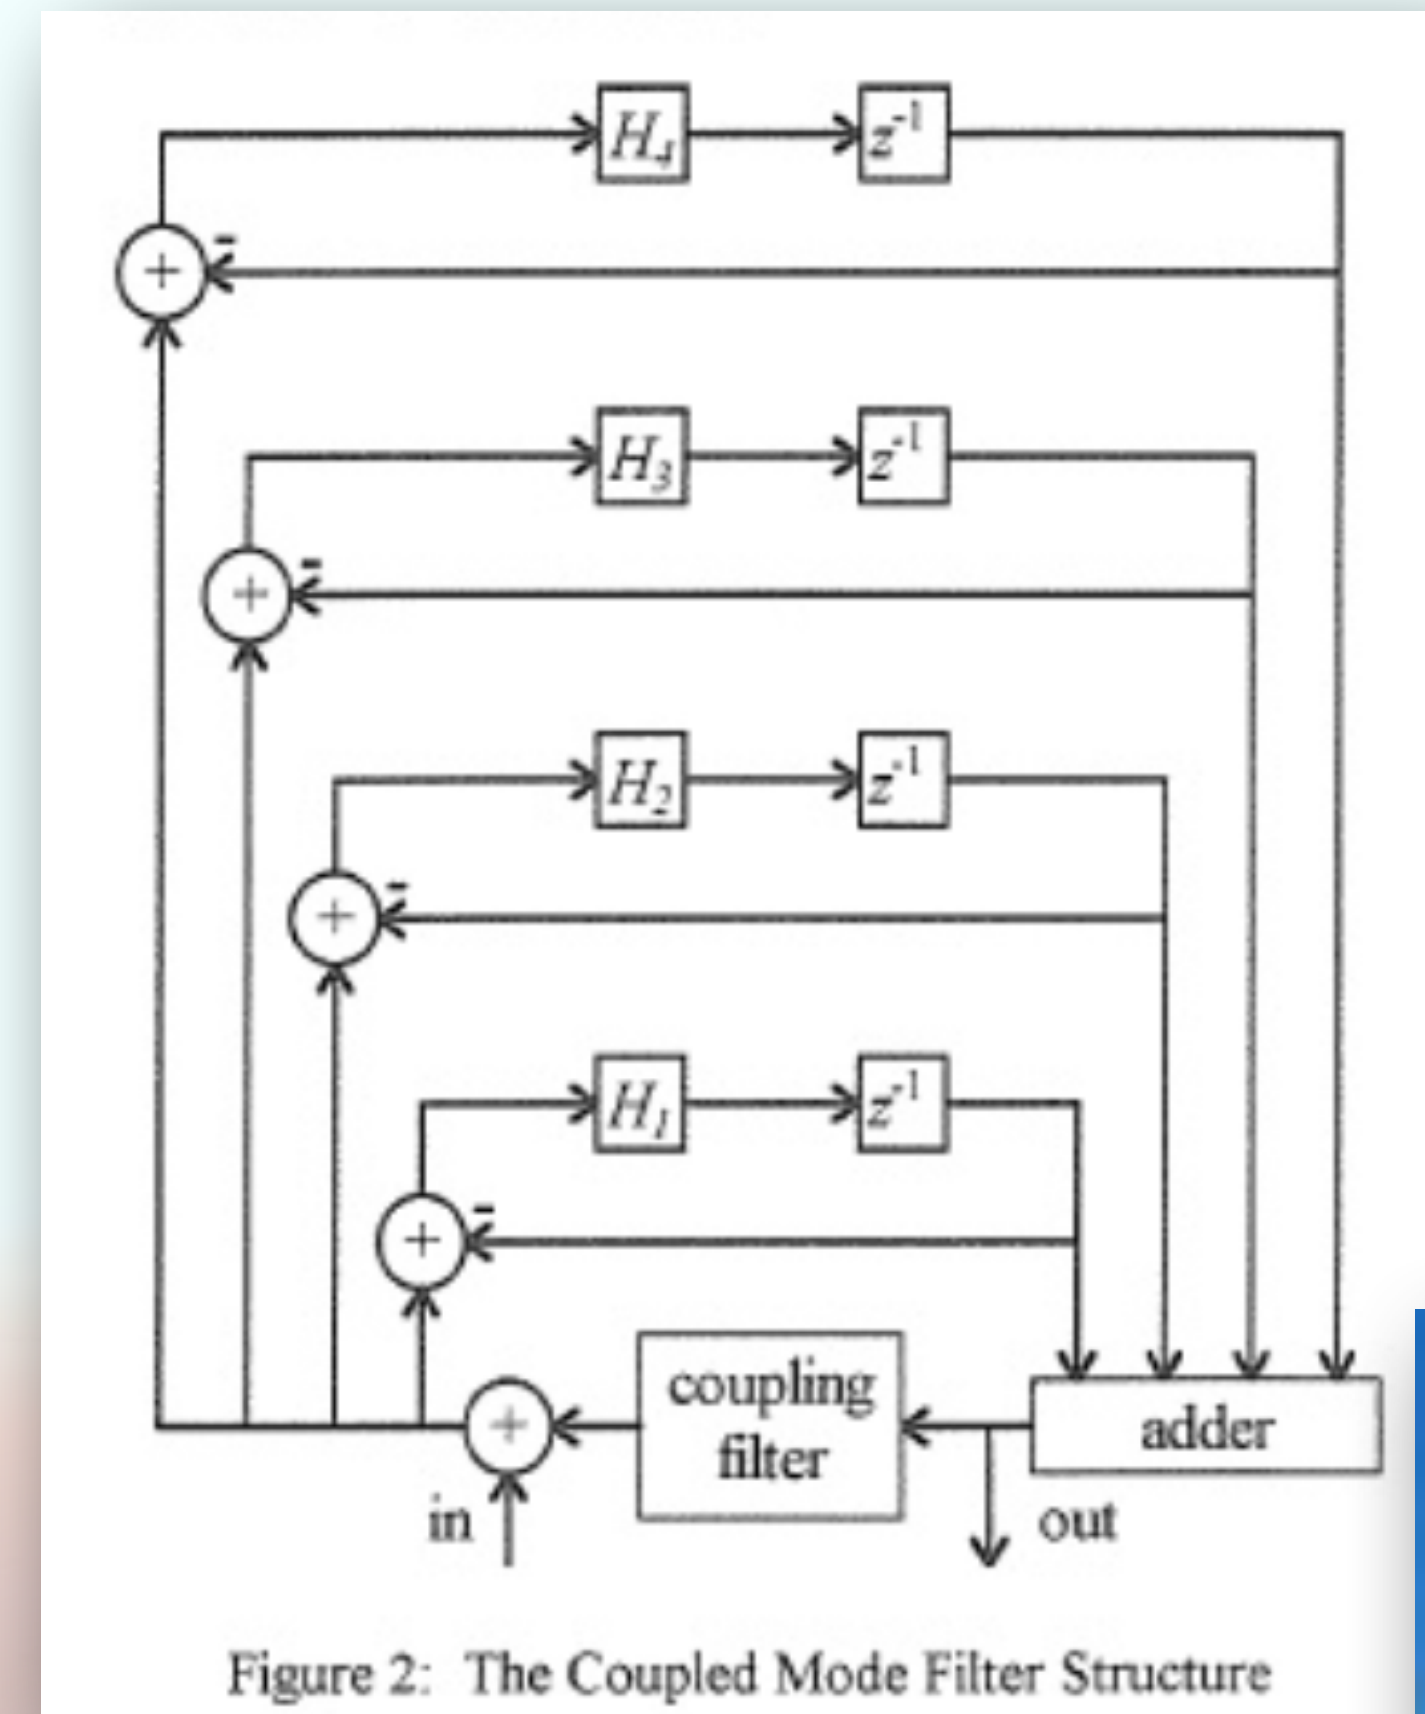 H4 z-1
+ -
H3 z-1
+ -
H2 z-1
+ -
H1 z-1
+ -
coupling
filter
+
adder
in
out
Figure 2: The Coupled Mode Filter Structure